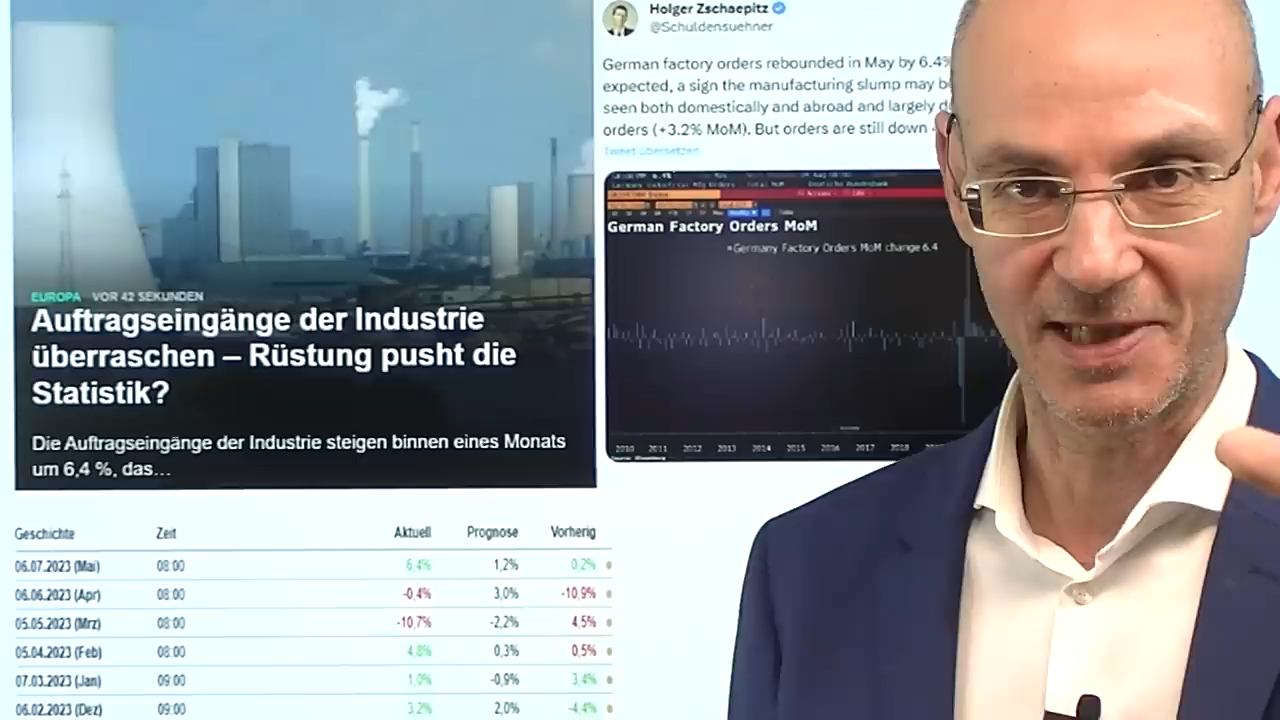 EUROPA VOR 42 SEKUNDEN
Auftragseingänge der Industrie
überraschen – Rüstung pusht die
Statistik?
Die Auftragseingänge der Industrie steigen binnen eines Monats
um 6,4 %, das...
Holger Zschaepitz
@Schuldensuehner
German factory orders rebounded in May by 6.4%
expected, a sign the manufacturing slump may
seen both domestically and abroad and largely
orders (+3.2% MoM). But orders are still down
Tweet übersetzen
German Factory Orders MoM
Germany Factory Orders MoM change 6.4
2010 2011 2012 2013 2014 2015 2016 2017 2018
Geschichte Zeit Aktuell Prognose Vorherig
06.07.2023 (Mai) 08:00 6,4% 1,2% 0,2%
06.06.2023 (Apr) 08:00 -0,4% 3,0% -10,9%
05.05.2023 (Mrz) 08:00 -10,7% -2,2% 4,5%
05.04.2023 (Feb) 08:00 4,8% 0,3% 0,5%
07.03.2023 (Jan) 09:00 1,0% -0,9% 3,4%
06.02.2023 (Dez) 09:00 3,2% 2,0% -4,4%